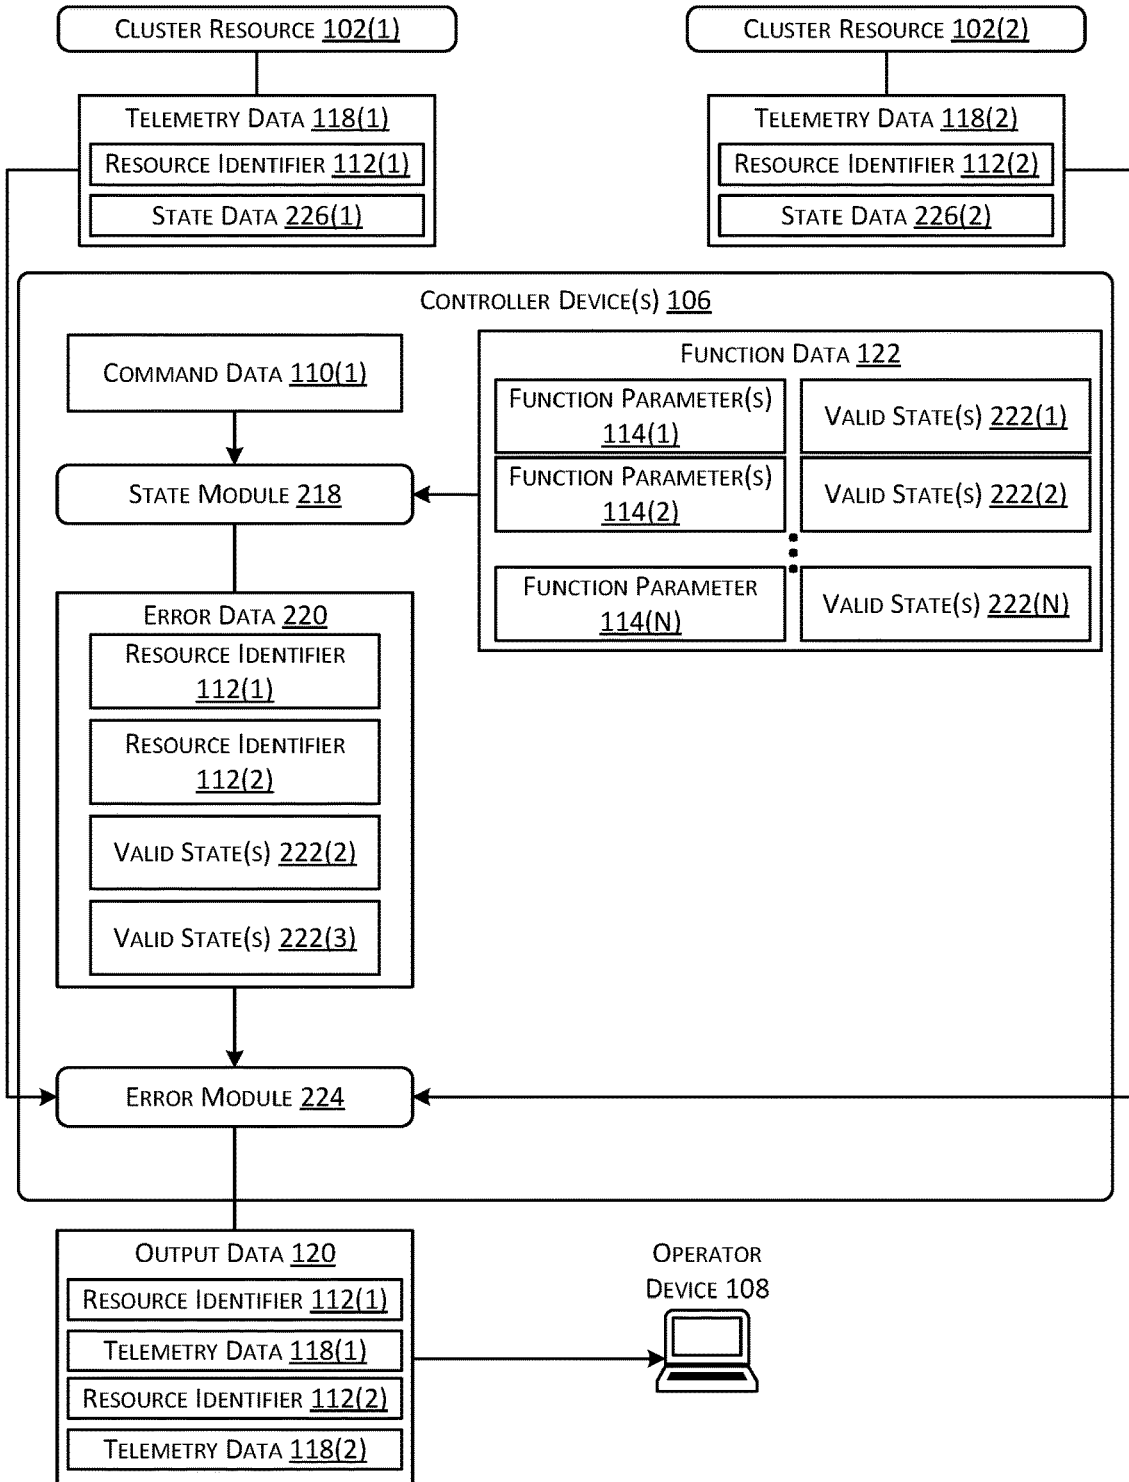 CLUSTER RESOURCE 102(1)
CLUSTER RESOURCE 102(2)
TELEMETRY DATA 118(1)
RESOURCE IDENTIFIER 112(1)
STATE DATA 226(1)
TELEMETRY DATA 118(2)
RESOURCE IDENTIFIER 112(2)
STATE DATA 226(2)
CONTROLLER DEVICE(S) 106
COMMAND DATA 110(1)
STATE MODULE 218
FUNCTION DATA 122
FUNCTION PARAMETER(S)
114(1)
VALID STATE(S) 222(1)
FUNCTION PARAMETER(S)
114(2)
VALID STATE(S) 222(2)
FUNCTION PARAMETER
114(N)
VALID STATE(S) 222(N)
ERROR DATA 220
RESOURCE IDENTIFIER
112(1)
RESOURCE IDENTIFIER
112(2)
VALID STATE(S) 222(2)
VALID STATE(S) 222(3)
ERROR MODULE 224
OUTPUT DATA 120
RESOURCE IDENTIFIER 112(1)
TELEMETRY DATA 118(1)
RESOURCE IDENTIFIER 112(2)
TELEMETRY DATA 118(2)
OPERATOR
DEVICE 108